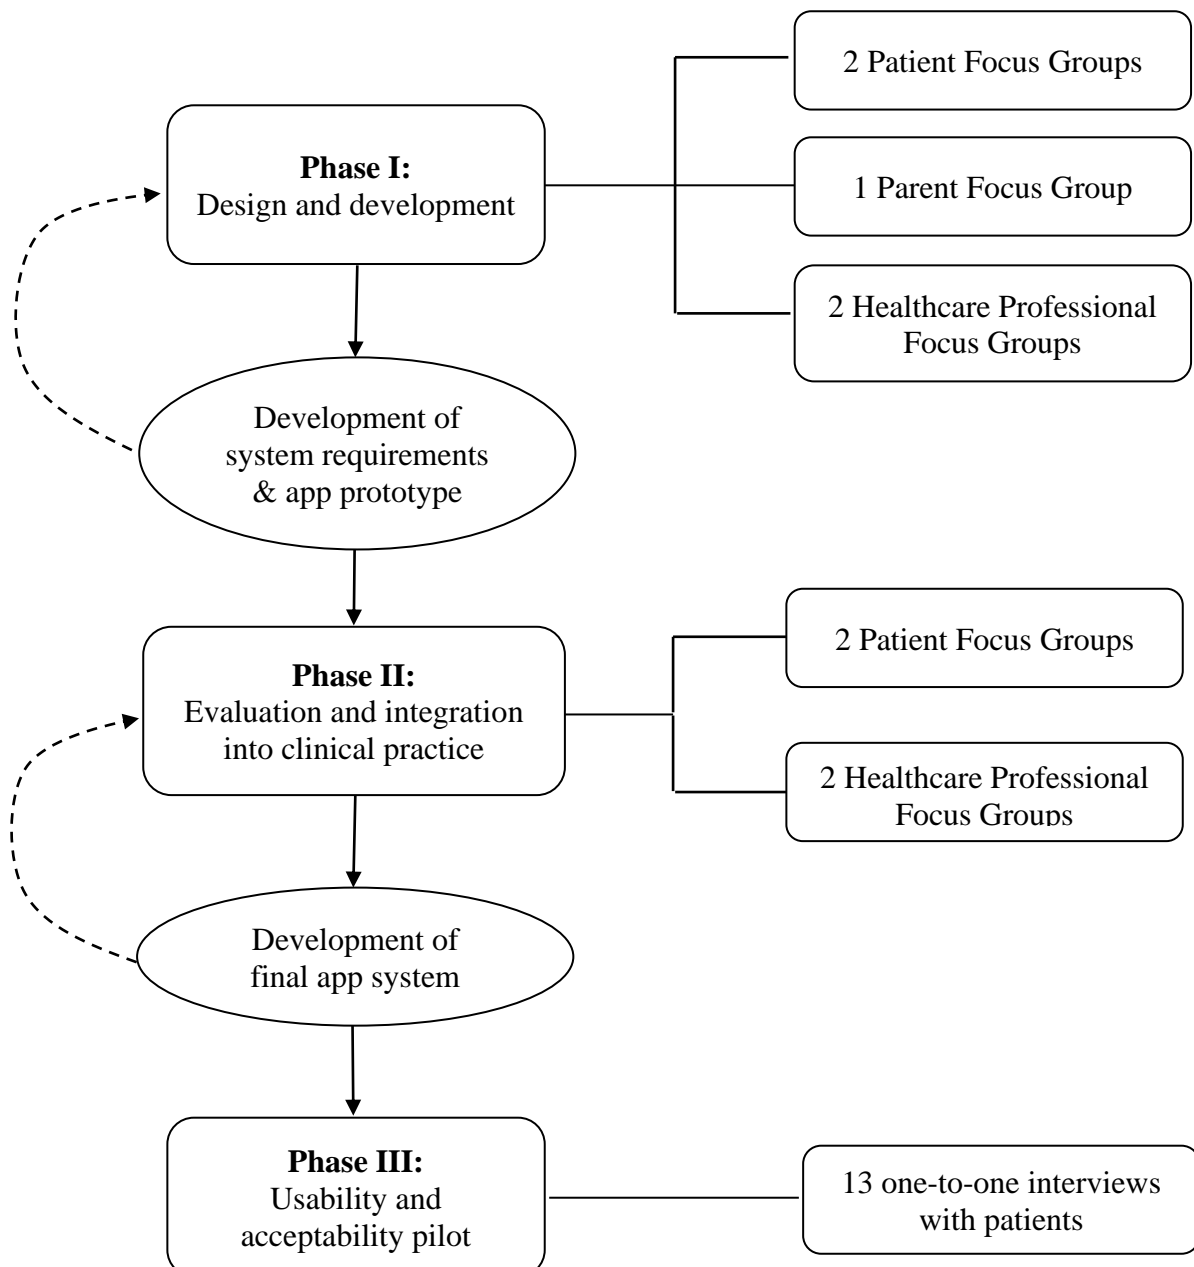 2 Patient Focus Groups
Phase I:
Design and development
1 Parent Focus Group
2 Healthcare Professional
Focus Groups
Development of
system requirements
& app prototype
Phase II:
Evaluation and integration
into clinical practice
2 Patient Focus Groups
2 Healthcare Professional
Focus Groups
Development of
final app system
Phase III:
Usability and
acceptability pilot
13 one-to-one interviews
with patients